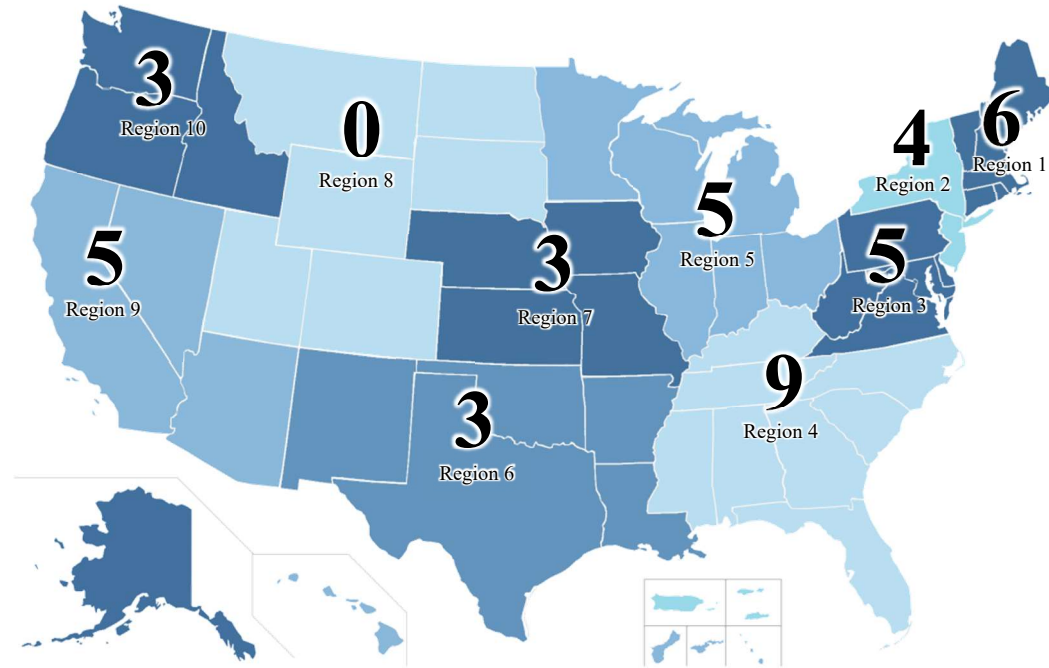 3
Region 10
0
Region 8
4
Region 2
6
Region 1
5
Region 9
3
Region 7
5
Region 5
5
Region 3
3
Region 6
9
Region 4